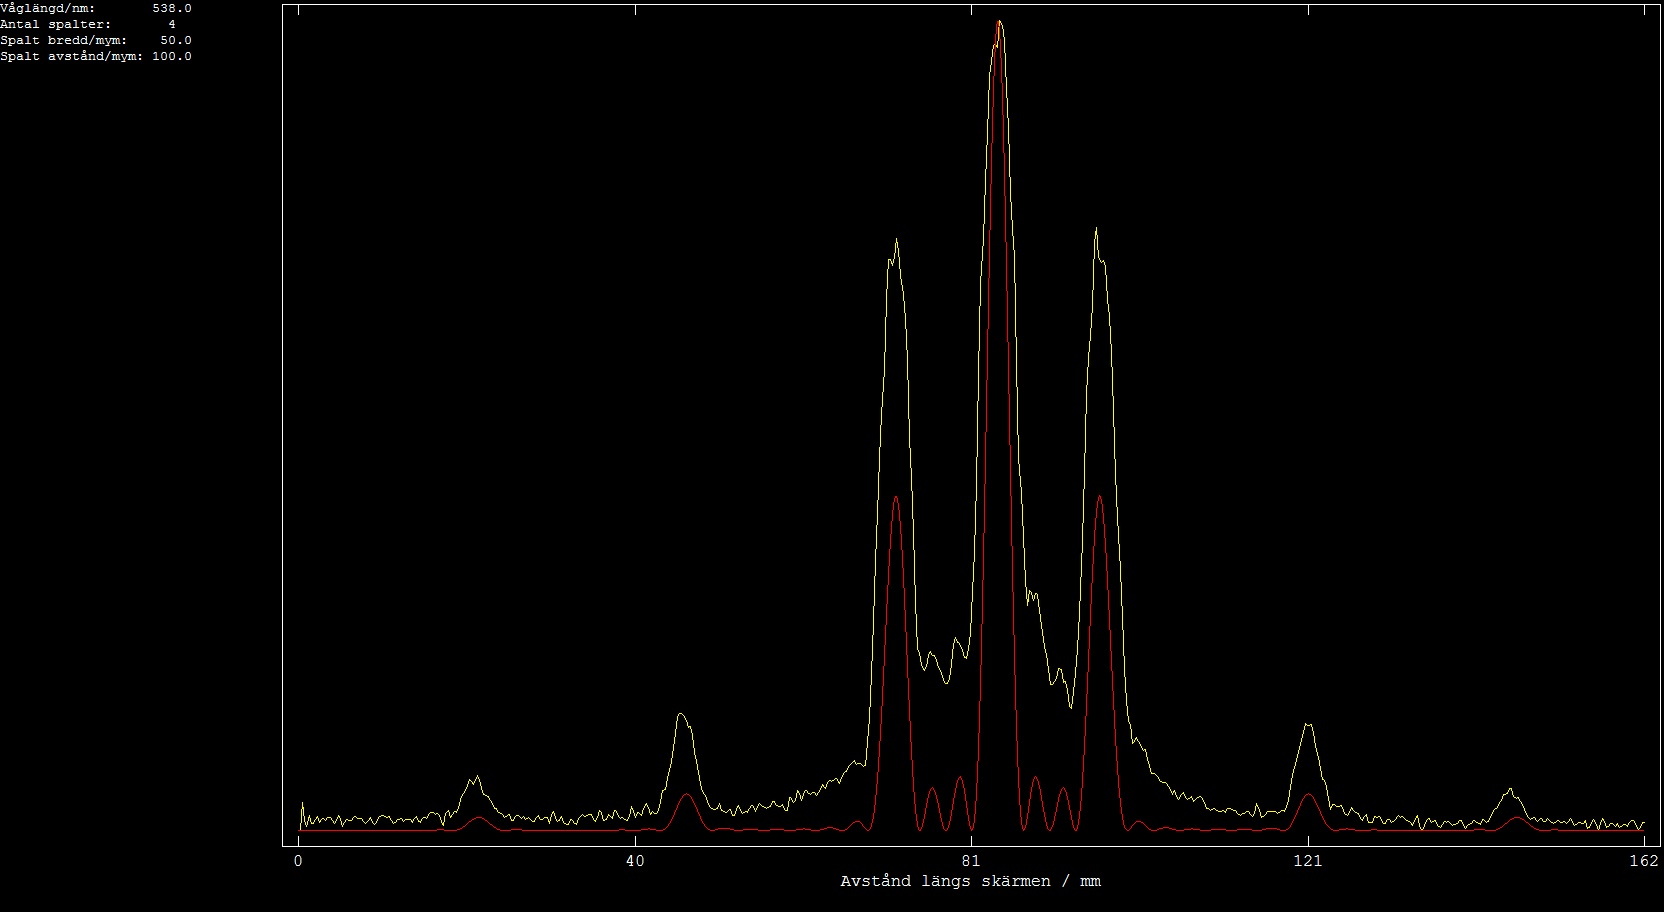 Våglängd/nm: 538.0
Antal spalter: 4
Spalt bredd/mym: 50.0
Spalt avstånd/mym: 100.0
0 40 81 121 162
Avstånd längs skärmen / mm